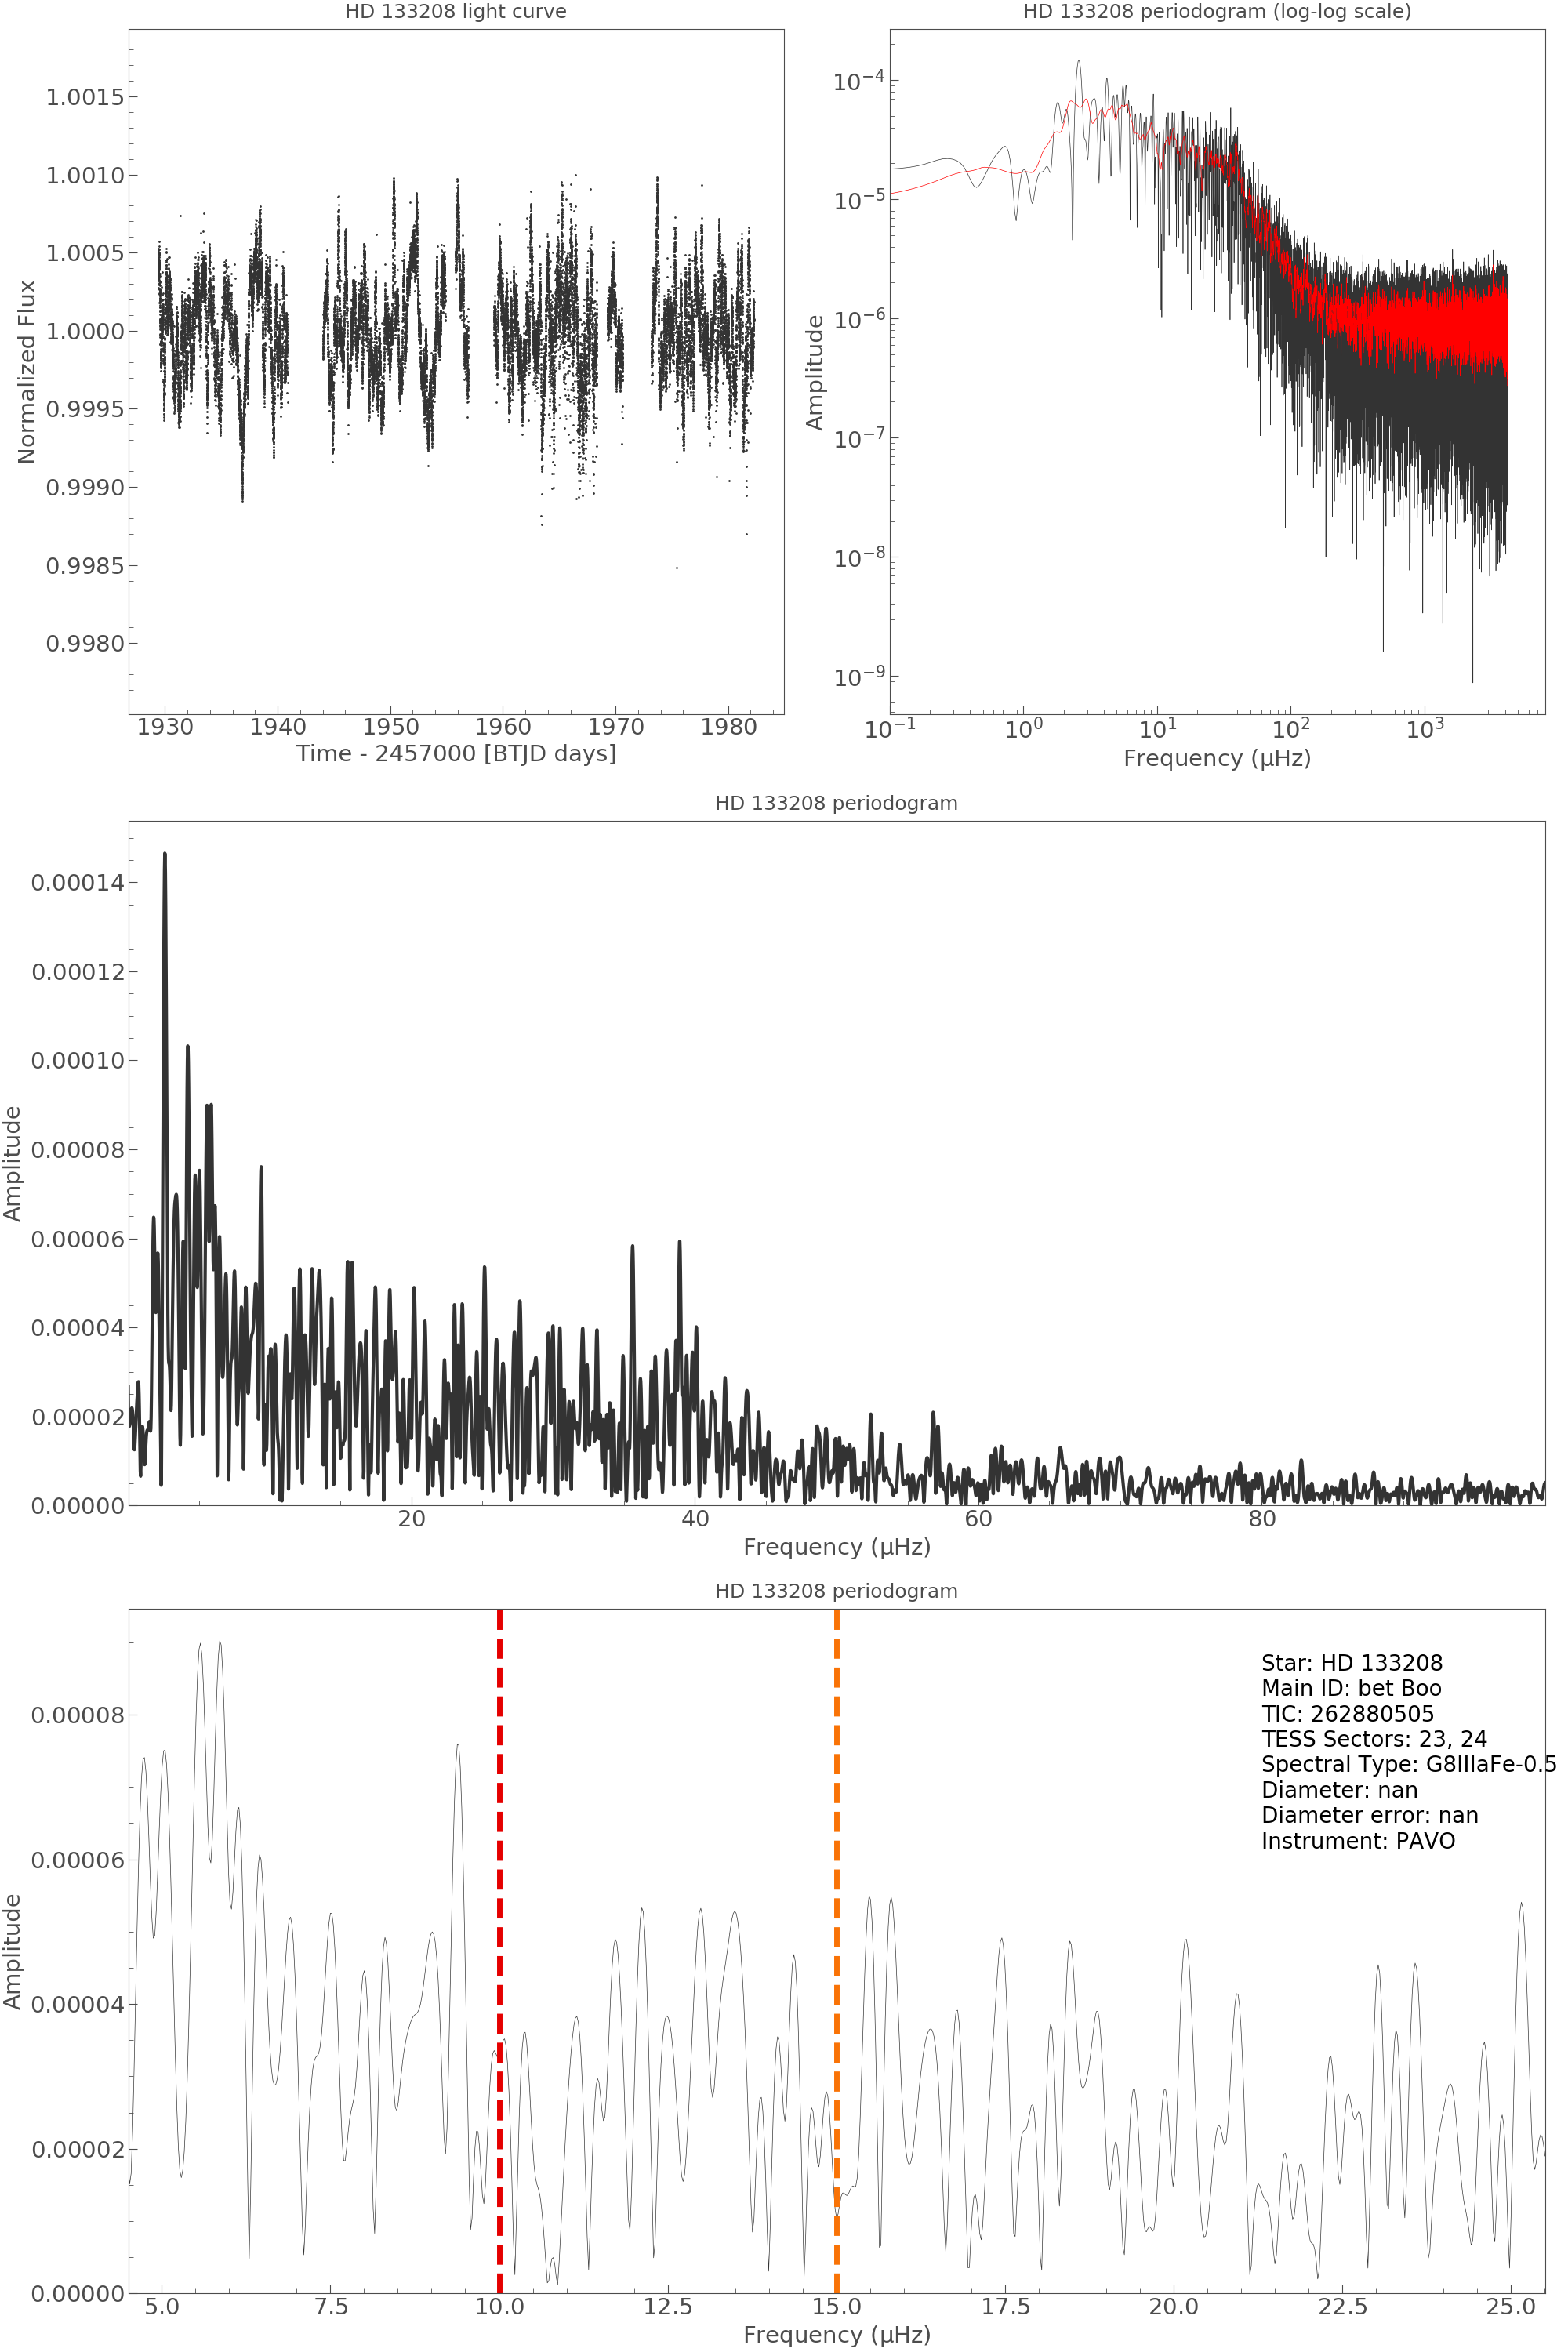 HD 133208 light curve
1.0015
1.0010
1.0005
1.0000
0.9995
0.9990
0.9985
0.9980
Normalized Flux
1930 1940 1950 1960 1970 1980
Time - 2457000 [BTJD days]
HD 133208 periodogram (log-log scale)
10⁻⁴
10⁻⁵
10⁻⁶
10⁻⁷
10⁻⁸
10⁻⁹
Amplitude
10⁻¹ 10⁰ 10¹ 10² 10³
Frequency (μHz)
HD 133208 periodogram
0.00014
0.00012
0.00010
0.00008
0.00006
0.00004
0.00002
0.00000
Amplitude
20 40 60 80
Frequency (μHz)
HD 133208 periodogram
Star: HD 133208
Main ID: bet Boo
TIC: 262880505
TESS Sectors: 23, 24
Spectral Type: G8IIIaFe-0.5
Diameter: nan
Diameter error: nan
Instrument: PAVO
0.00008
0.00006
0.00004
0.00002
0.00000
Amplitude
5.0 7.5 10.0 12.5 15.0 17.5 20.0 22.5 25.0
Frequency (μHz)